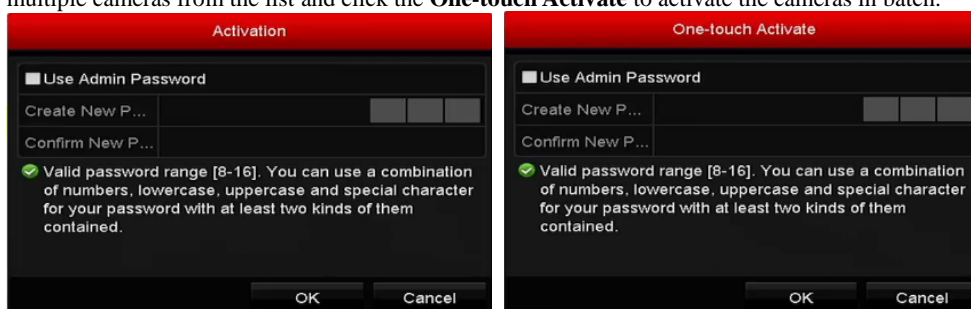 multiple cameras from the list and click the One-touch Activate to activate the cameras in batch.
Activation
Use Admin Password
Create New P...
Confirm New P...
Valid password range [8-16]. You can use a combination
of numbers, lowercase, uppercase and special character
for your password with at least two kinds of them
contained.
OK Cancel
One-touch Activate
Use Admin Password
Create New P...
Confirm New P...
Valid password range [8-16]. You can use a combination
of numbers, lowercase, uppercase and special character
for your password with at least two kinds of them
contained.
OK Cancel